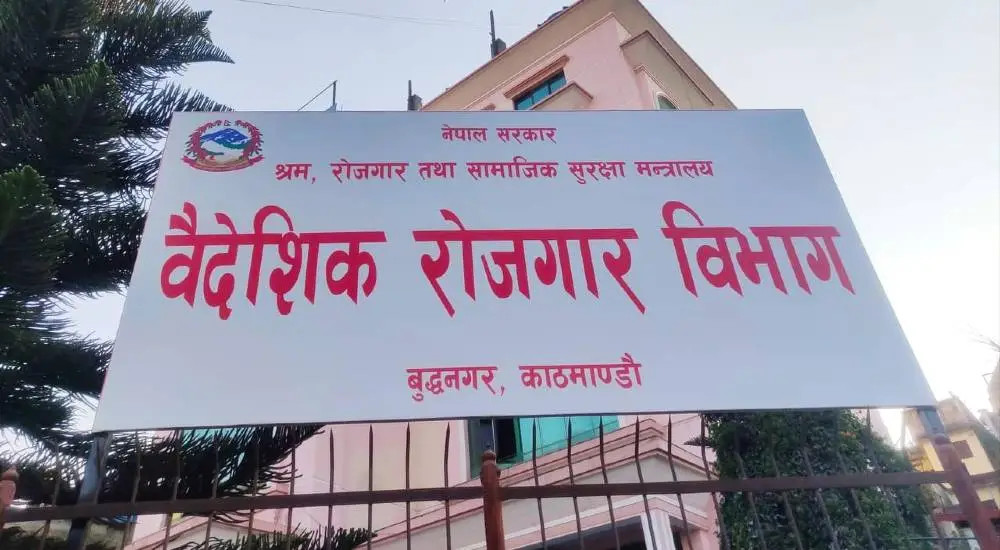 नेपाल सरकार
श्रम, रोजगार तथा सामाजिक सुरक्षा मन्त्रालय
वैदेशिक रोजगार विभाग
बुद्धनगर, काठमाण्डौ